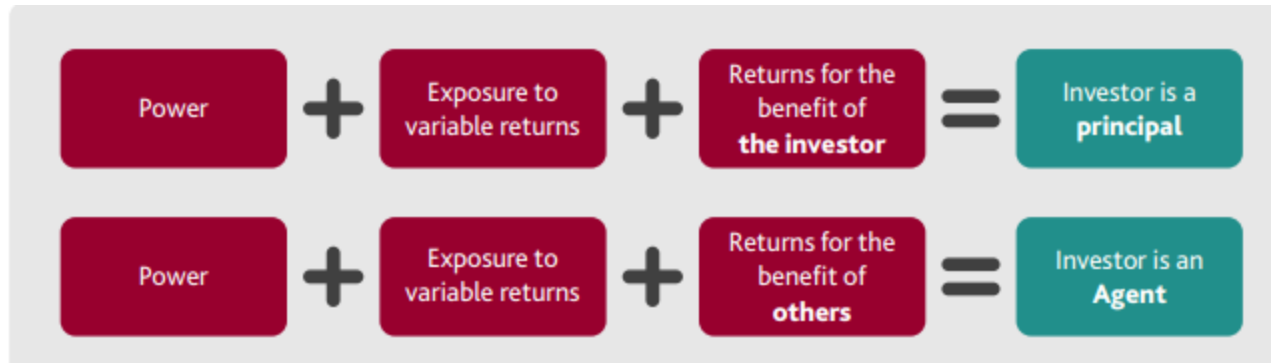 Power
+
Exposure to
variable returns
+
Returns for the
benefit of
the investor
=
Investor is a
principal
Power
+
Exposure to
variable returns
+
Returns for the
benefit of
others
=
Investor is an
Agent